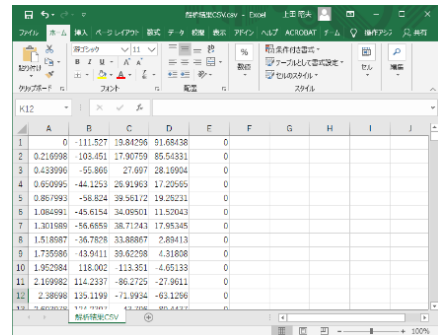 解析結果CSV.csv - Excel 上田 昭夫
ファイル ホーム 挿入 ページレイアウト 数式 データ 校閲 表示 アドイン ヘルプ ACROBAT チーム 操作アシ 共有
貼り付け 游ゴシック 11 % 数値 条件付き書式 テーブルとして書式設定 セルのスタイル セル 編集
クリップボード フォント 配置 スタイル
K12 fx
A B C D E F G H I J
1 0 -111.527 19.84296 91.68438 0
2 0.216998 -103.451 17.90759 85.54331 0
3 0.433996 -55.866 27.697 28.16904 0
4 0.650995 -44.1253 26.91963 17.20565 0
5 0.867993 -58.824 39.56172 19.26231 0
6 1.084991 -45.6154 34.09501 11.52043 0
7 1.301989 -56.6659 38.71243 17.95345 0
8 1.518987 -36.7828 33.88867 2.89413 0
9 1.735986 -43.9411 39.62298 4.31808 0
10 1.952984 118.002 -113.351 -4.65133 0
11 2.169982 114.2337 -86.2725 -27.9611 0
12 2.38698 135.1199 -71.9934 -63.1266 0
解析結果CSV
100%